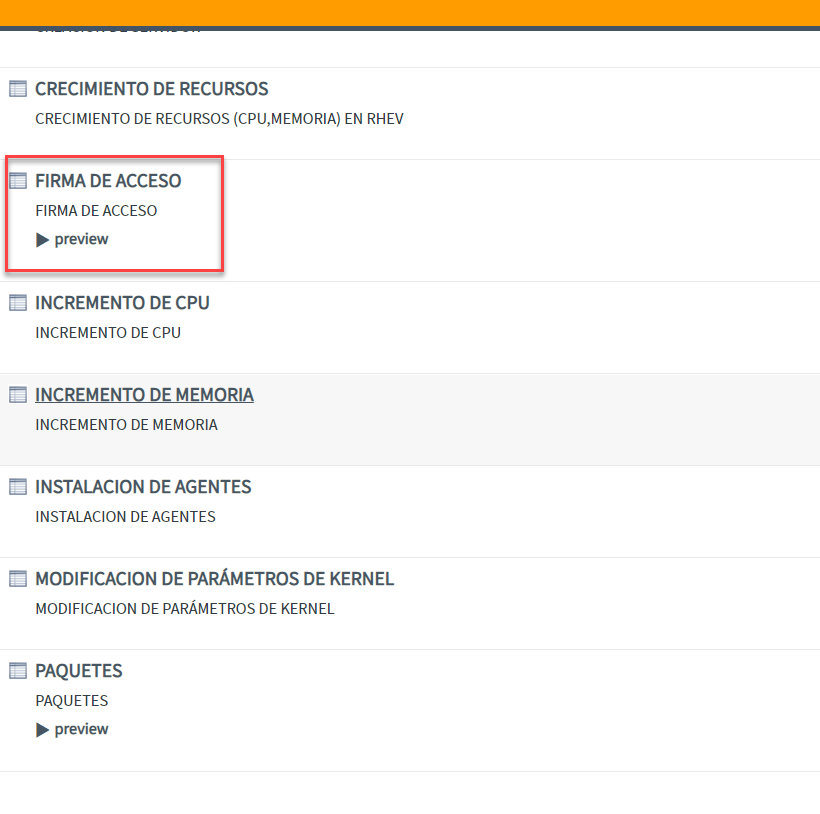 CRECIMIENTO DE RECURSOS
CRECIMIENTO DE RECURSOS (CPU,MEMORIA) EN RHEV
FIRMA DE ACCESO
FIRMA DE ACCESO
preview
INCREMENTO DE CPU
INCREMENTO DE CPU
INCREMENTO DE MEMORIA
INCREMENTO DE MEMORIA
INSTALACION DE AGENTES
INSTALACION DE AGENTES
MODIFICACION DE PARÁMETROS DE KERNEL
MODIFICACION DE PARÁMETROS DE KERNEL
PAQUETES
PAQUETES
preview